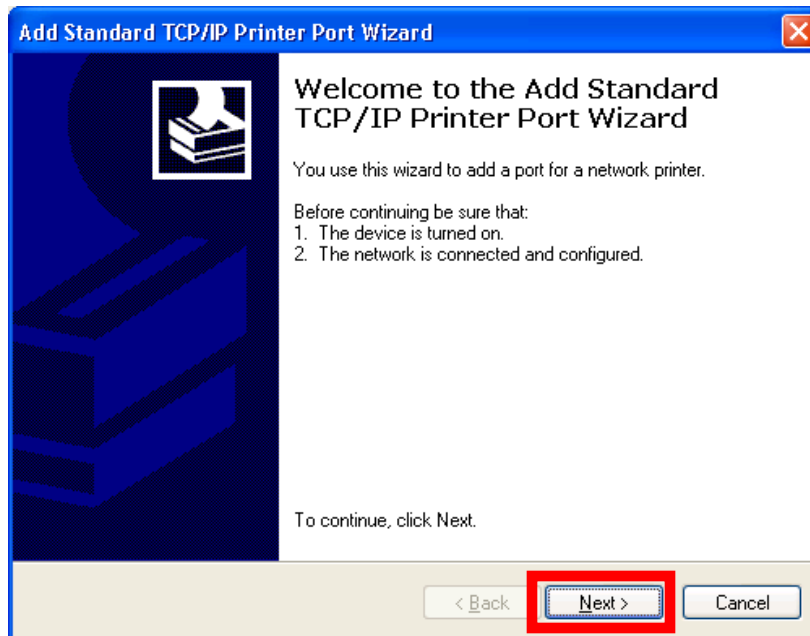 Add Standard TCP/IP Printer Port Wizard
Welcome to the Add Standard
TCP/IP Printer Port Wizard
You use this wizard to add a port for a network printer.
Before continuing be sure that:
1. The device is turned on.
2. The network is connected and configured.
To continue, click Next.
< Back
Next >
Cancel